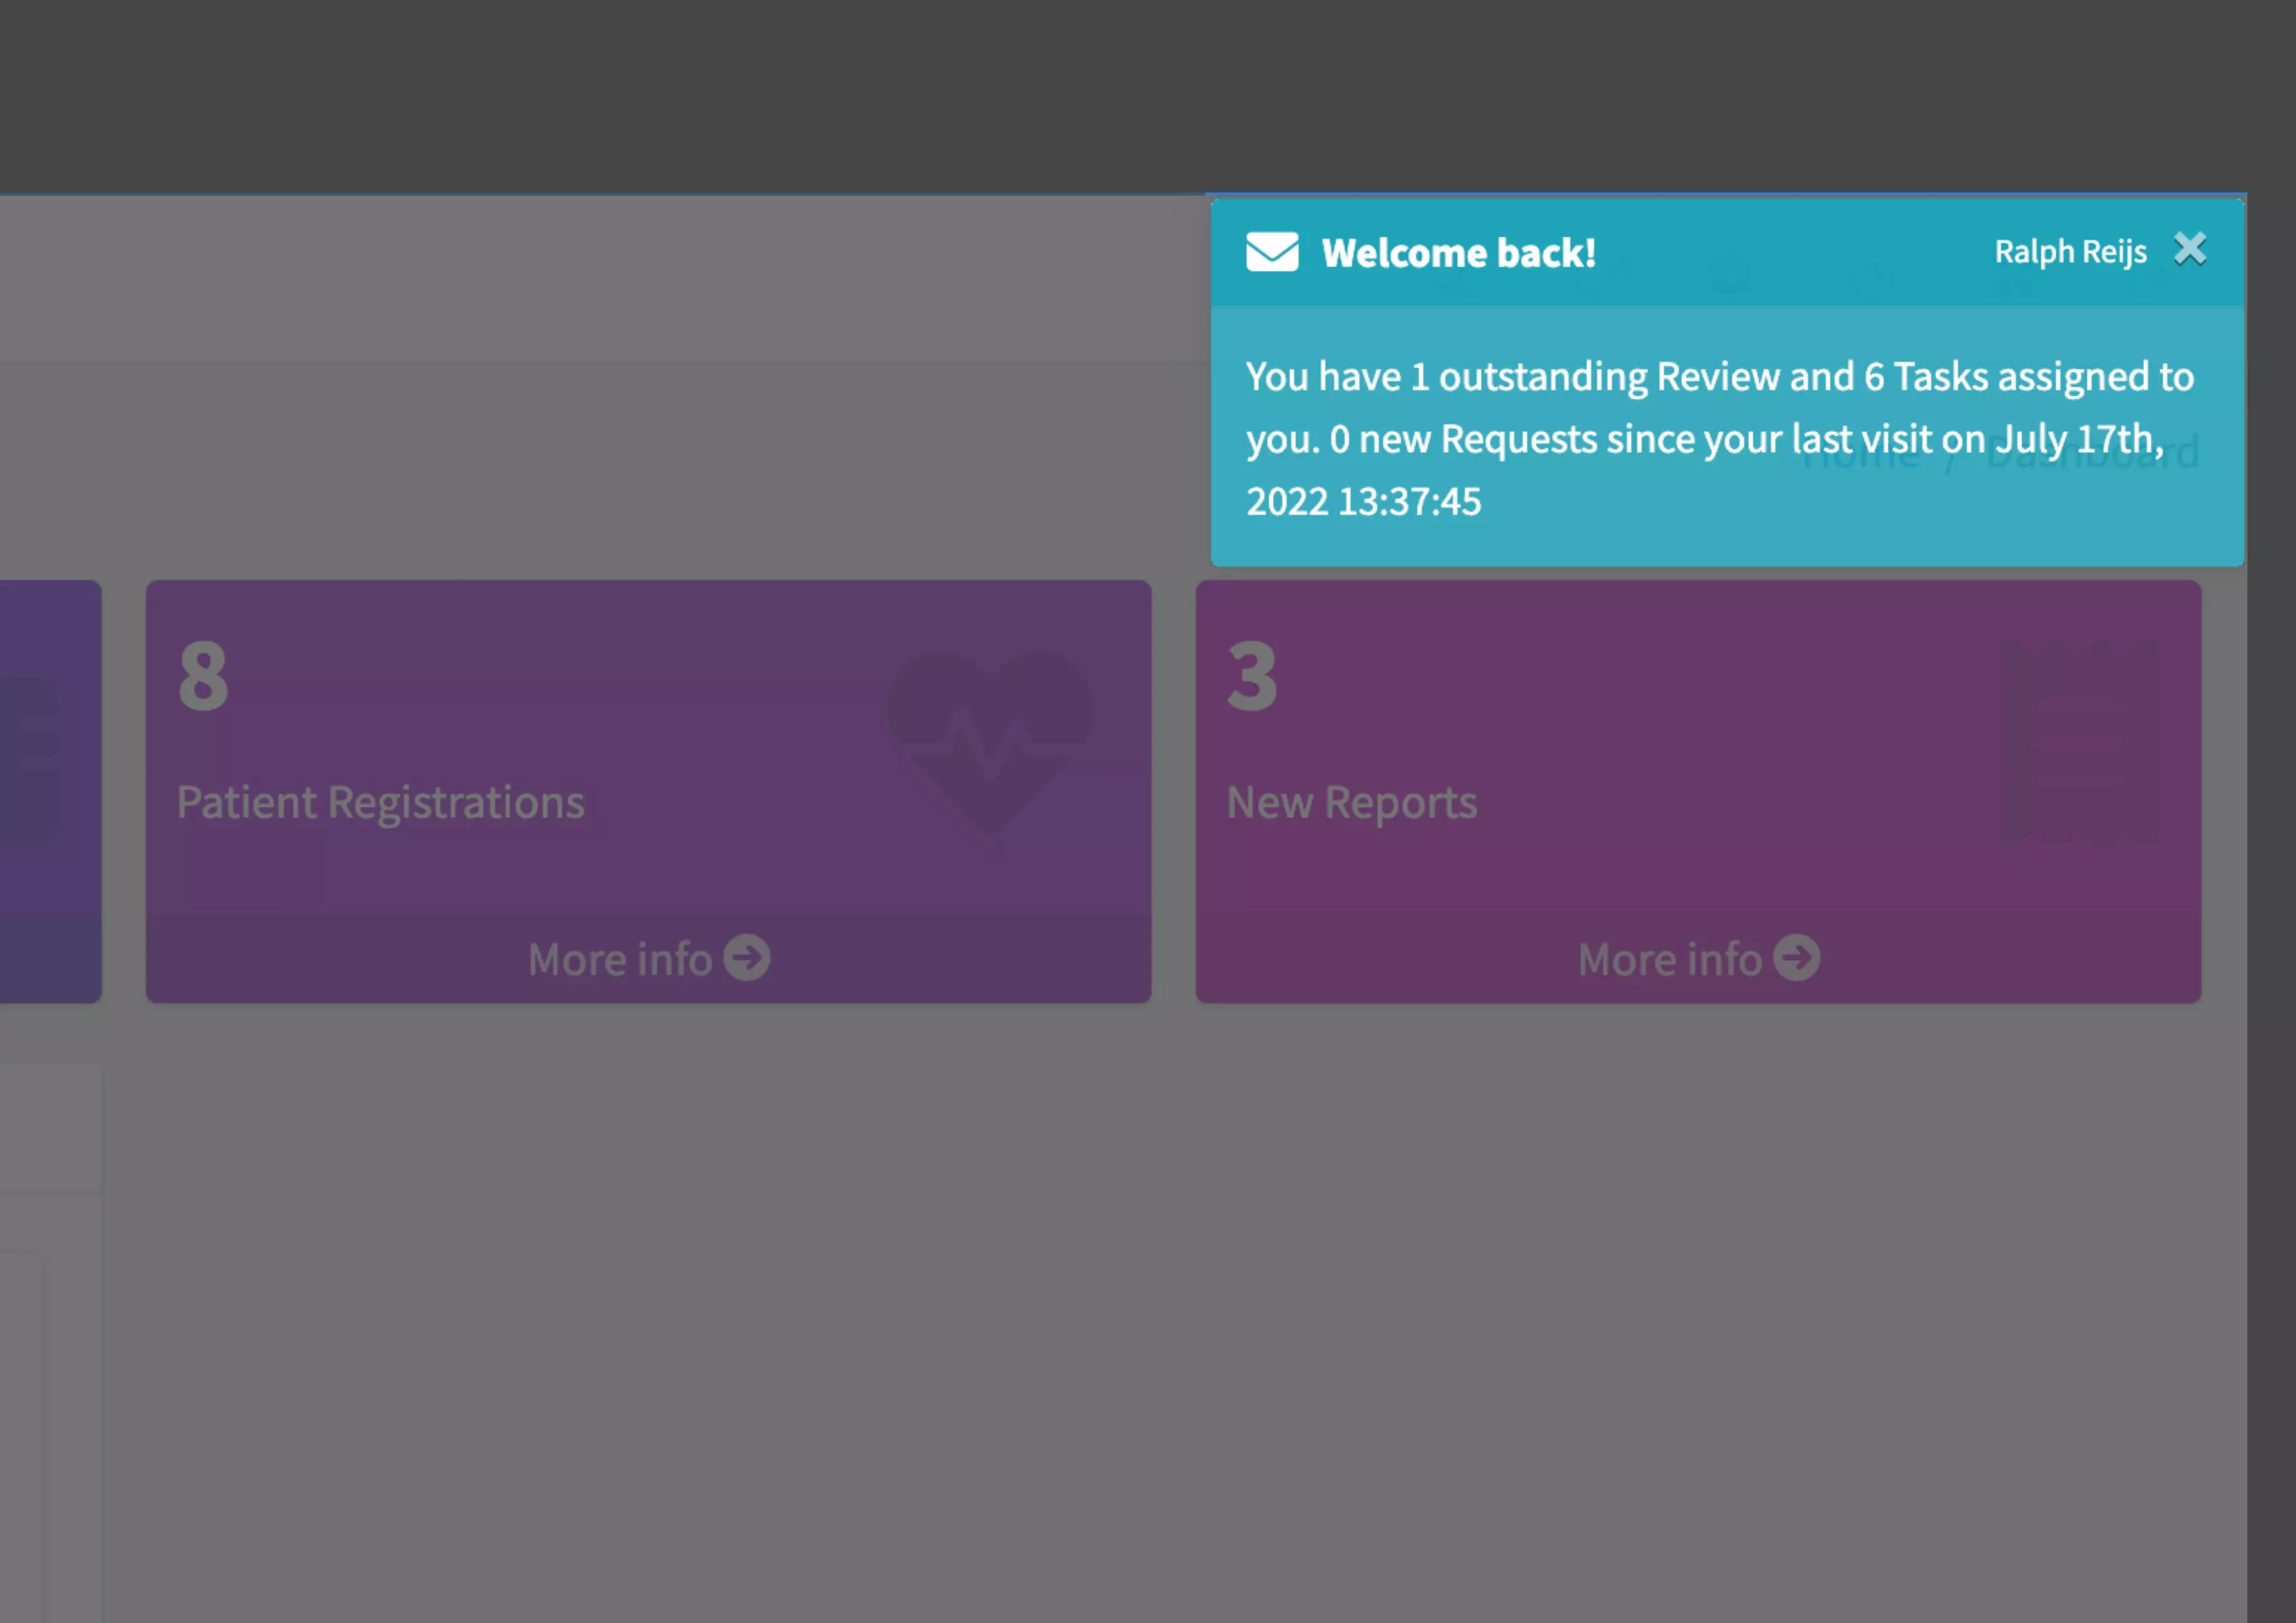 Welcome back!
Ralph Reijs
You have 1 outstanding Review and 6 Tasks assigned to
you. 0 new Requests since your last visit on July 17th,
2022 13:37:45
Home / Dashboard
8
Patient Registrations
More info
3
New Reports
More info